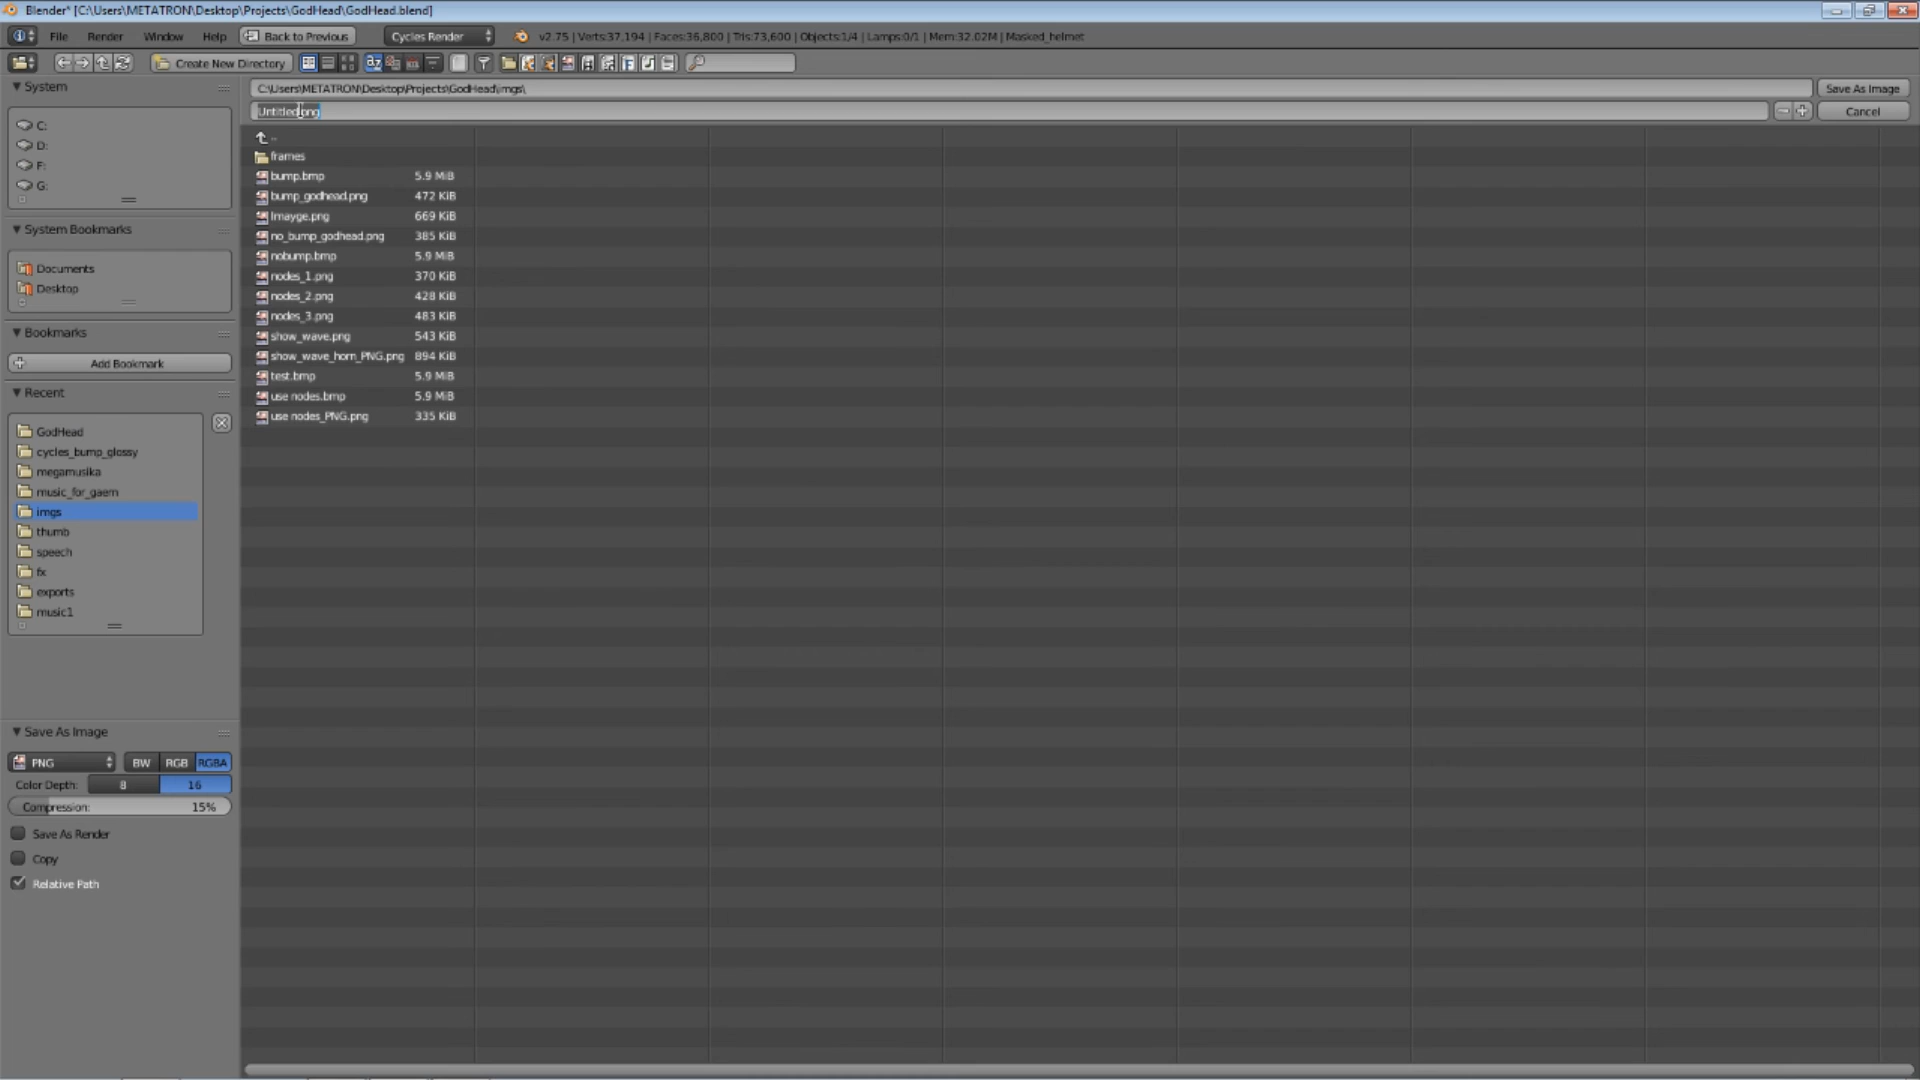 Blender* [C:\Users\METATRON\Desktop\Projects\GodHead\GodHead.blend]
File Render Window Help Back to Previous Cycles Render v2.75 | Verts:37,194 | Faces:36,800 | Tris:73,600 | Objects:1/4 | Lamps:0/1 | Mem:32.02M | Masked_helmet
Create New Directory
System
C:
D:
F:
G:
System Bookmarks
Documents
Desktop
Bookmarks
Add Bookmark
Recent
GodHead
cycles_bump_glossy
megamusika
music_for_gaem
imgs
thumb
speech
fx
exports
music1
Save As Image
PNG BW RGB RGBA
Color Depth: 8 16
Compression: 15%
Save As Render
Copy
Relative Path
C:\Users\METATRON\Desktop\Projects\GodHead\imgs\ Save As Image
Untitled.png Cancel
..
frames
bump.bmp 5.9 MiB
bump_godhead.png 472 KiB
Imayge.png 669 KiB
no_bump_godhead.png 385 KiB
nobump.bmp 5.9 MiB
nodes_1.png 370 KiB
nodes_2.png 428 KiB
nodes_3.png 483 KiB
show_wave.png 543 KiB
show_wave_horn_PNG.png 894 KiB
test.bmp 5.9 MiB
use nodes.bmp 5.9 MiB
use nodes_PNG.png 335 KiB